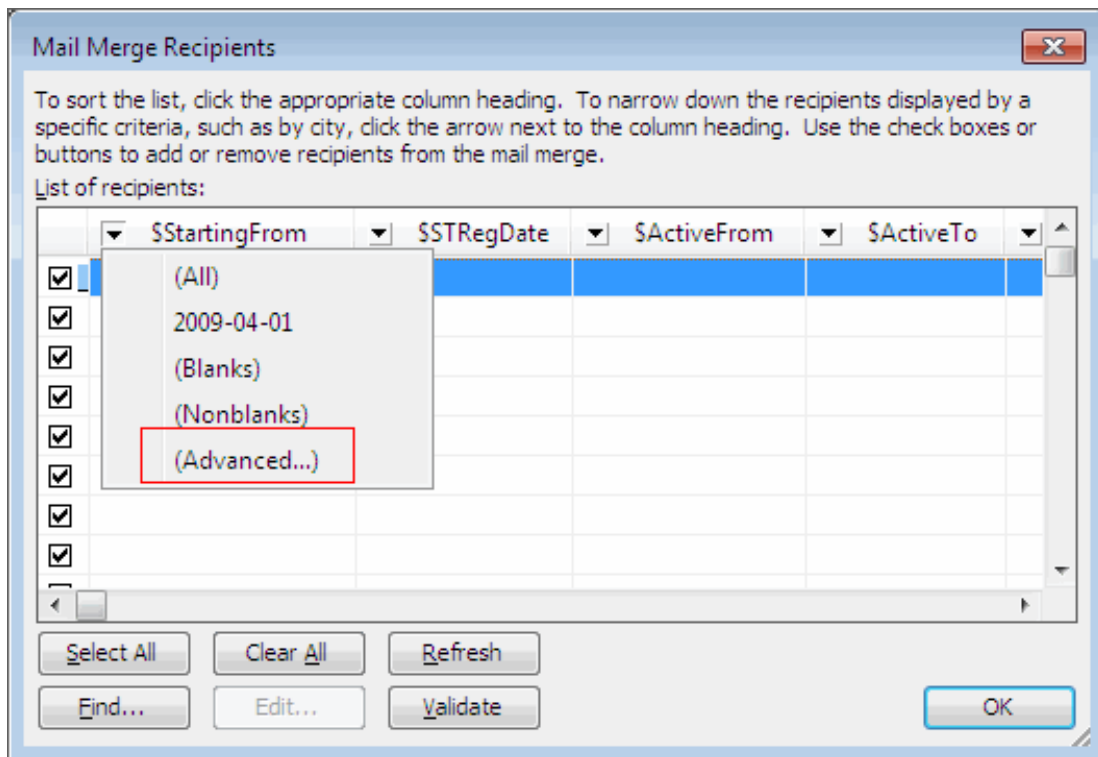 Mail Merge Recipients
To sort the list, click the appropriate column heading.  To narrow down the recipients displayed by a
specific criteria, such as by city, click the arrow next to the column heading.  Use the check boxes or
buttons to add or remove recipients from the mail merge.
List of recipients:
$StartingFrom $STRegDate $ActiveFrom $ActiveTo
(All)
2009-04-01
(Blanks)
(Nonblanks)
(Advanced...)
Select All Clear All Refresh
Find... Edit... Validate OK